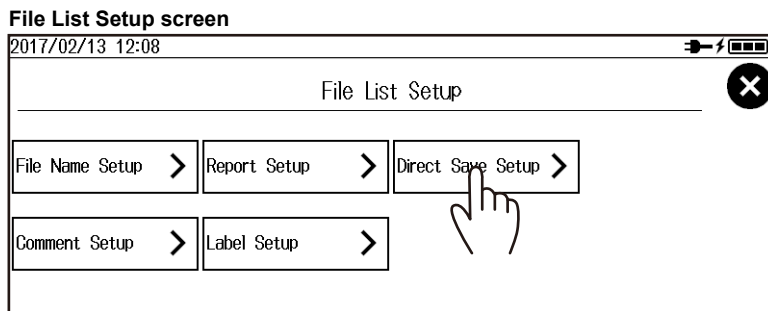 File List Setup screen
2017/02/13 12:08
File List Setup
File Name Setup
Report Setup
Direct Save Setup
Comment Setup
Label Setup